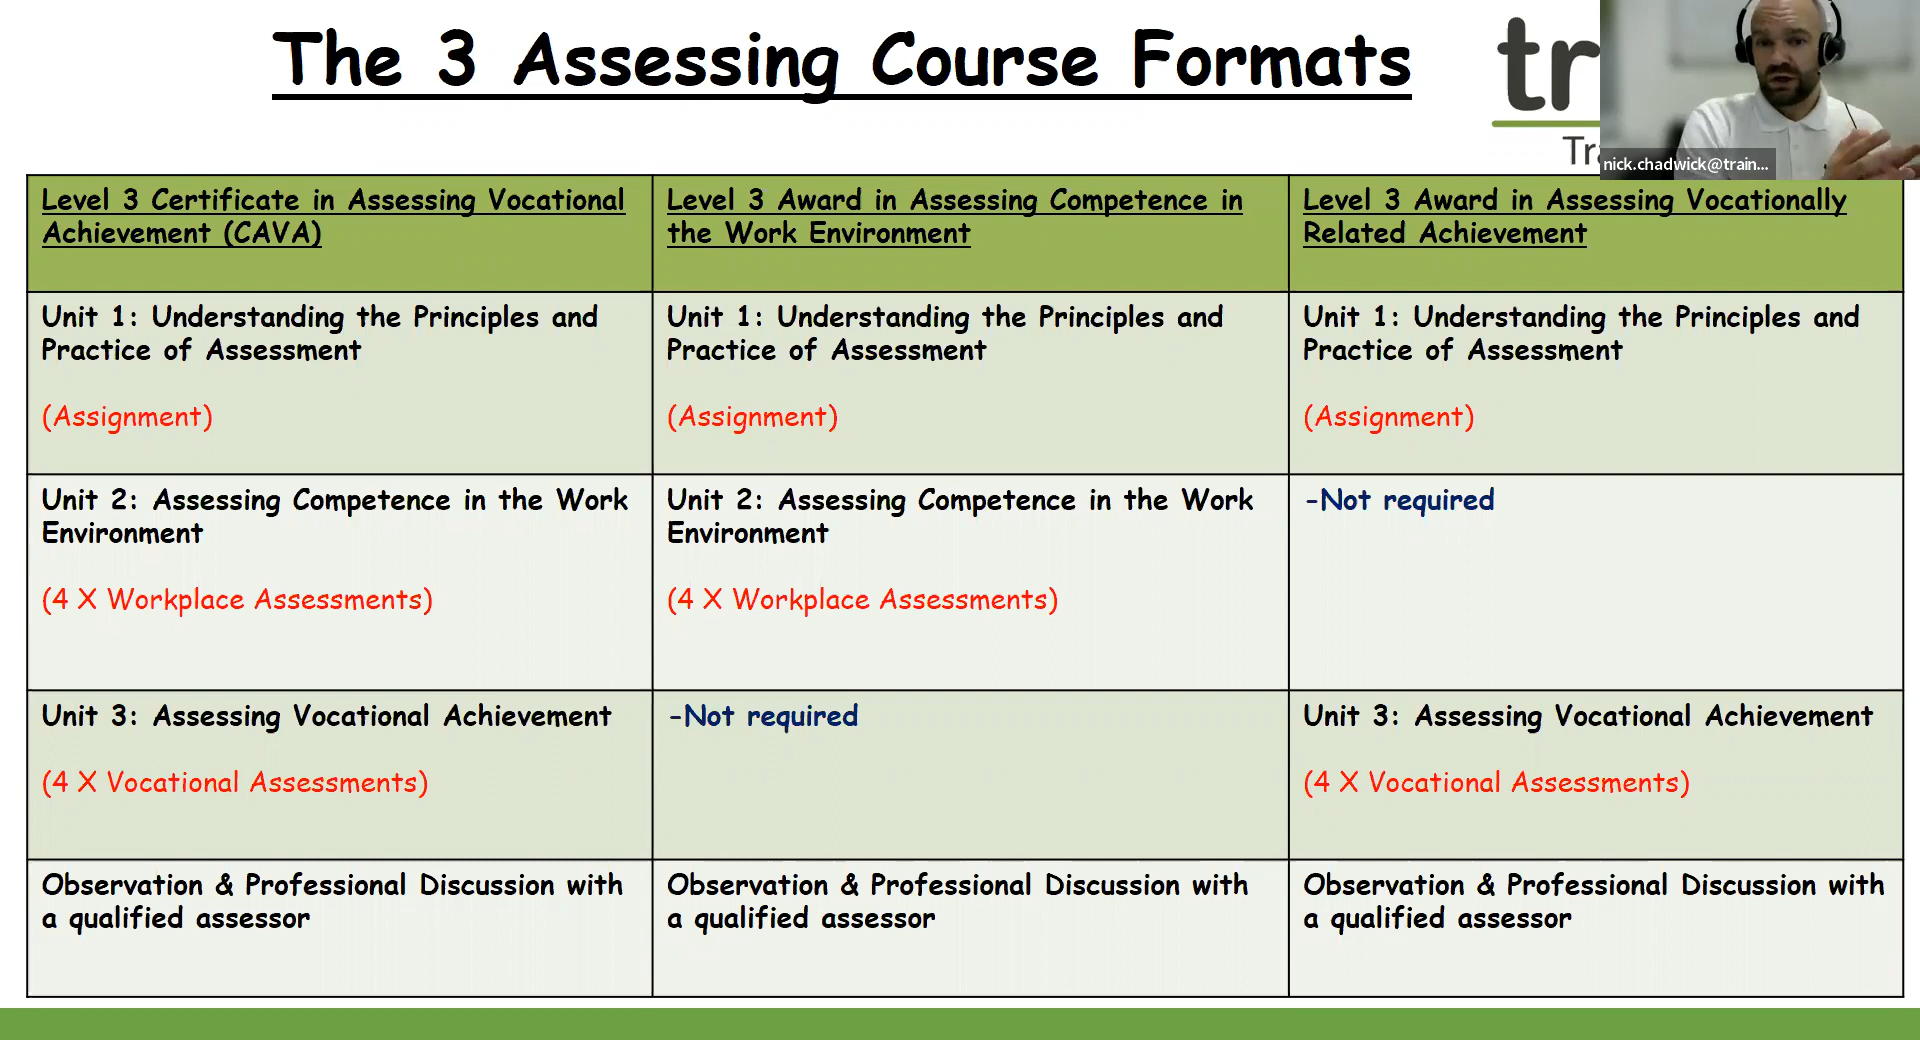 The 3 Assessing Course Formats
tr
Tr
nick.chadwick@train...
Level 3 Certificate in Assessing Vocational
Achievement (CAVA)
Level 3 Award in Assessing Competence in
the Work Environment
Level 3 Award in Assessing Vocationally
Related Achievement
Unit 1: Understanding the Principles and
Practice of Assessment
(Assignment)
Unit 1: Understanding the Principles and
Practice of Assessment
(Assignment)
Unit 1: Understanding the Principles and
Practice of Assessment
(Assignment)
Unit 2: Assessing Competence in the Work
Environment
(4 X Workplace Assessments)
Unit 2: Assessing Competence in the Work
Environment
(4 X Workplace Assessments)
-Not required
Unit 3: Assessing Vocational Achievement
(4 X Vocational Assessments)
-Not required
Unit 3: Assessing Vocational Achievement
(4 X Vocational Assessments)
Observation & Professional Discussion with
a qualified assessor
Observation & Professional Discussion with
a qualified assessor
Observation & Professional Discussion with
a qualified assessor